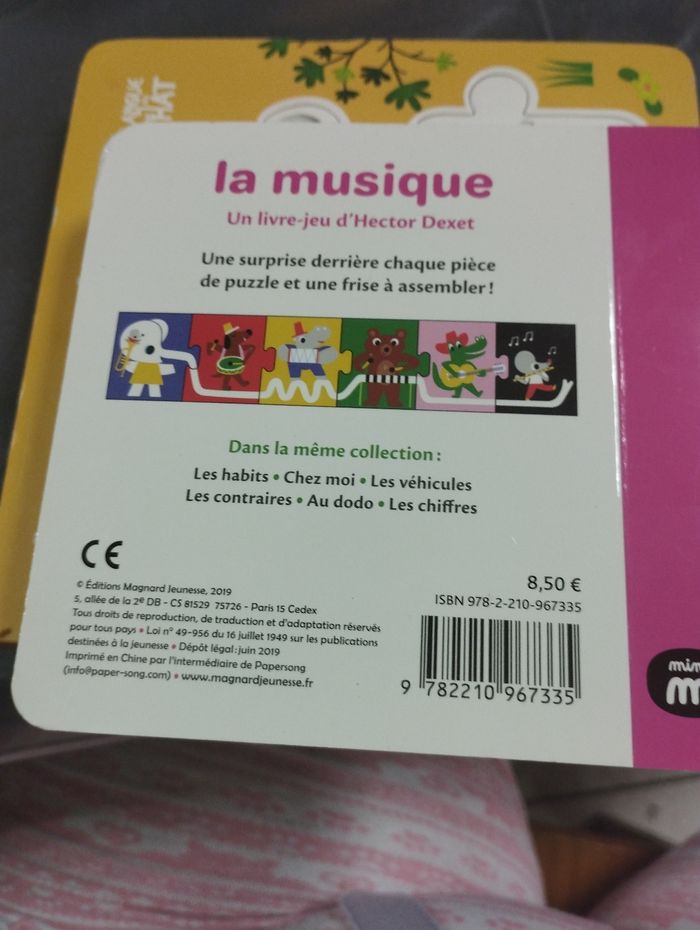 LANGUE
CHAT
la musique
Un livre-jeu d'Hector Dexet
Une surprise derrière chaque pièce
de puzzle et une frise à assembler !
Dans la même collection :
Les habits • Chez moi • Les véhicules
Les contraires • Au dodo • Les chiffres
CE
© Éditions Magnard Jeunesse, 2019
5, allée de la 2e DB - CS 81529 75726 - Paris 15 Cedex
Tous droits de reproduction, de traduction et d'adaptation réservés
pour tous pays • Loi n° 49-956 du 16 juillet 1949 sur les publications
destinées à la jeunesse • Dépôt légal : juin 2019
Imprimé en Chine par l'intermédiaire de Papersong
(info@paper-song.com) • www.magnardjeunesse.fr
8,50 €
ISBN 978-2-210-967335
9 782210 967335